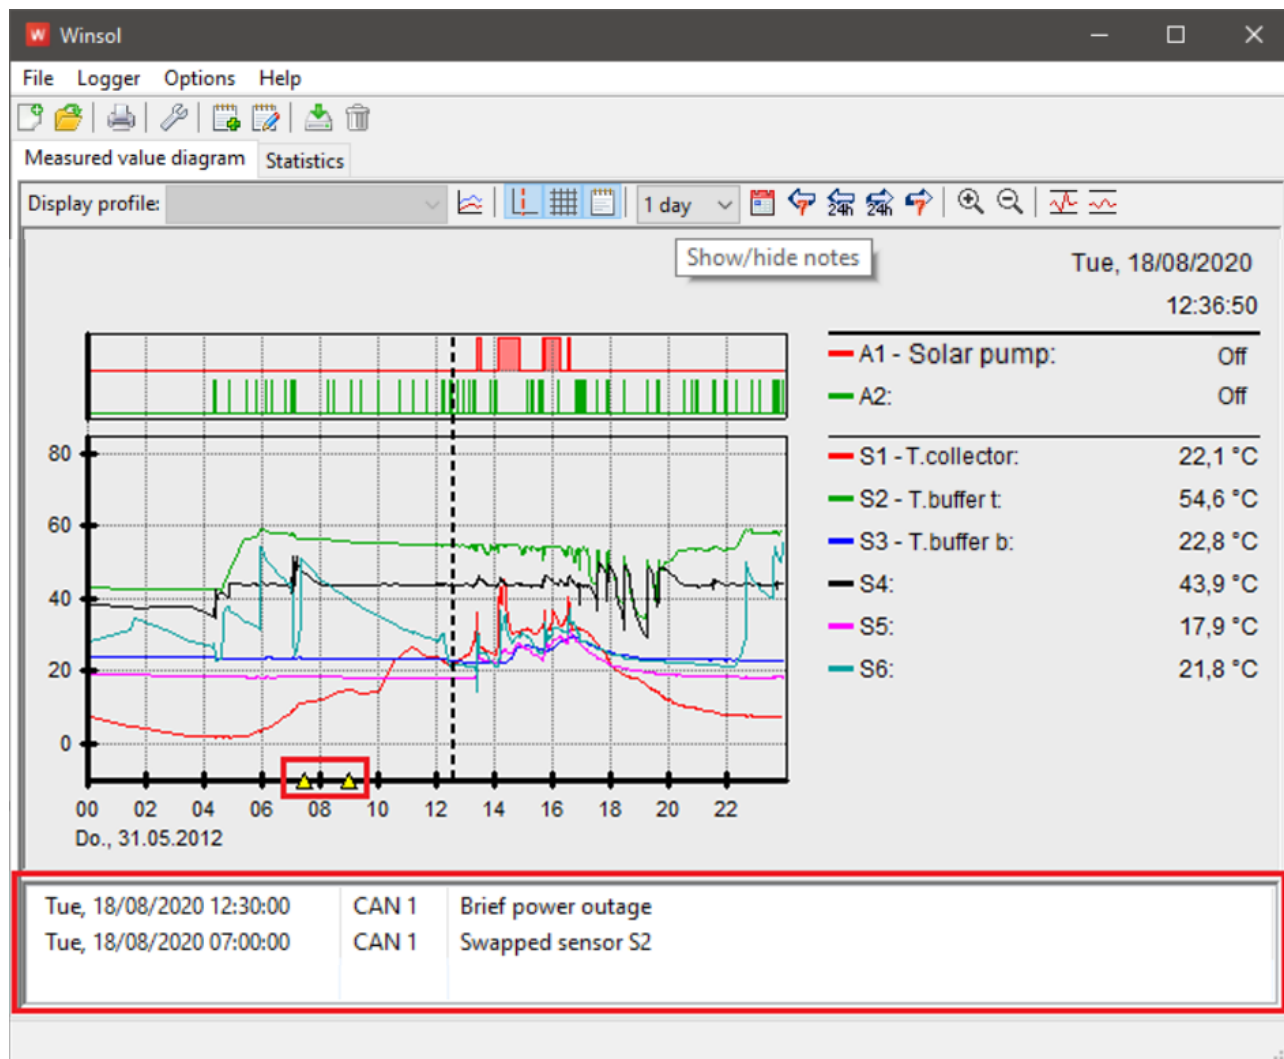 Winsol
File Logger Options Help
Measured value diagram Statistics
Display profile: 1 day 24h 24h
Show/hide notes
Tue, 18/08/2020
12:36:50
A1 - Solar pump: Off
A2: Off
80
60
40
20
0
S1 - T.collector: 22,1 °C
S2 - T.buffer t: 54,6 °C
S3 - T.buffer b: 22,8 °C
S4: 43,9 °C
S5: 17,9 °C
S6: 21,8 °C
00 02 04 06 08 10 12 14 16 18 20 22
Do., 31.05.2012
Tue, 18/08/2020 12:30:00 CAN 1 Brief power outage
Tue, 18/08/2020 07:00:00 CAN 1 Swapped sensor S2